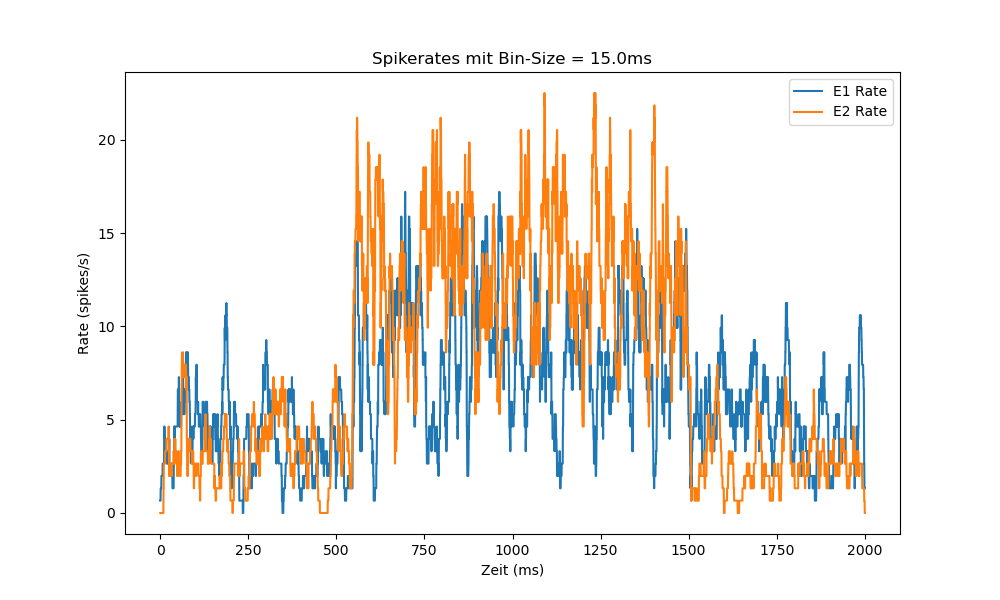 Spikerates mit Bin-Size = 15.0ms
E1 Rate
E2 Rate
20
15
10
5
0
Rate (spikes/s)
0 250 500 750 1000 1250 1500 1750 2000
Zeit (ms)